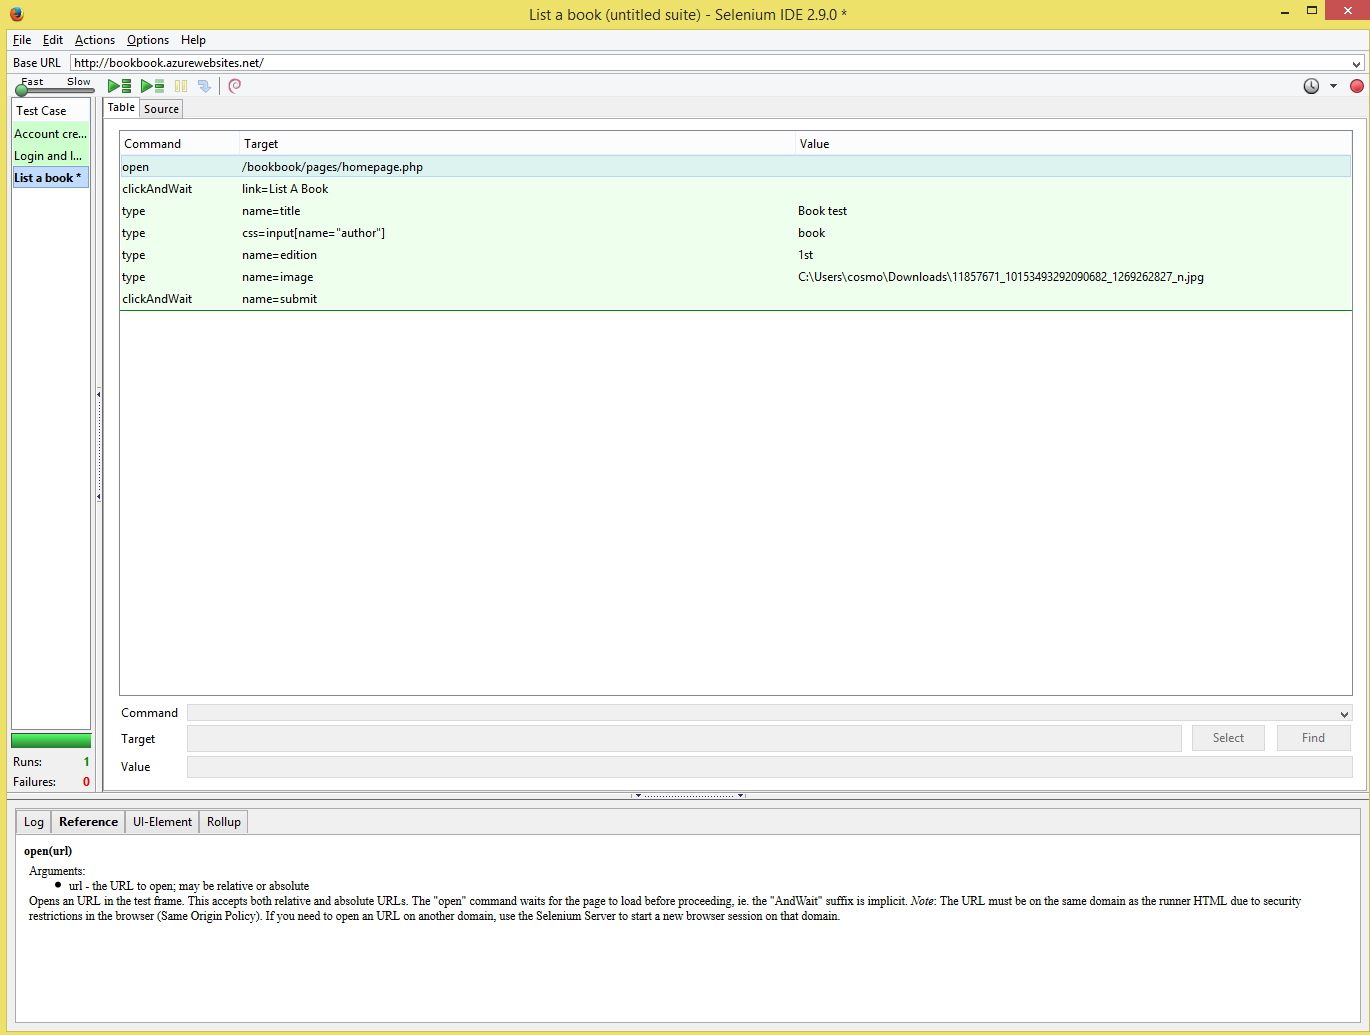 List a book (untitled suite) - Selenium IDE 2.9.0 *
File Edit Actions Options Help
Base URL http://bookbook.azurewebsites.net/
Fast Slow
Test Case
Account cre...
Login and l...
List a book *
Table Source
Command Target Value
open /bookbook/pages/homepage.php
clickAndWait link=List A Book
type name=title Book test
type css=input[name="author"] book
type name=edition 1st
type name=image C:\Users\cosmo\Downloads\11857671_10153493292090682_1269262827_n.jpg
clickAndWait name=submit
Command
Target Select Find
Value
Runs: 1
Failures: 0
Log Reference UI-Element Rollup
open(url)
Arguments:
• url - the URL to open; may be relative or absolute
Opens an URL in the test frame. This accepts both relative and absolute URLs. The "open" command waits for the page to load before proceeding, ie. the "AndWait" suffix is implicit. Note: The URL must be on the same domain as the runner HTML due to security
restrictions in the browser (Same Origin Policy). If you need to open an URL on another domain, use the Selenium Server to start a new browser session on that domain.